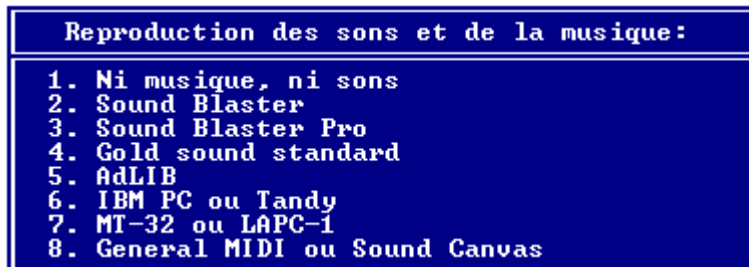 Reproduction des sons et de la musique:
1. Ni musique, ni sons
2. Sound Blaster
3. Sound Blaster Pro
4. Gold sound standard
5. AdLIB
6. IBM PC ou Tandy
7. MT-32 ou LAPC-1
8. General MIDI ou Sound Canvas